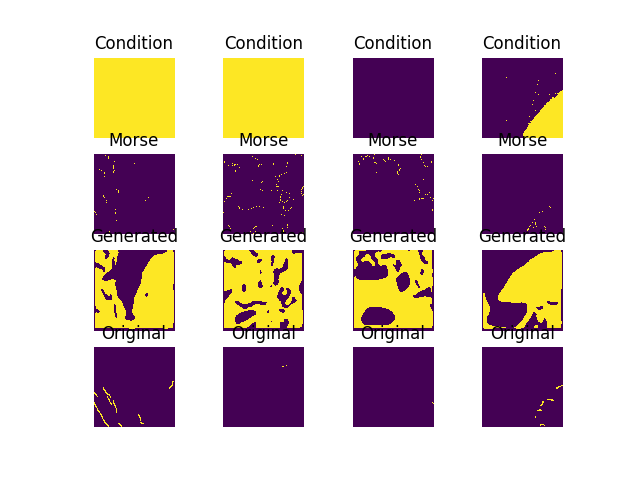 Condition Condition Condition Condition
Morse Morse Morse Morse
Generated Generated Generated Generated
Original Original Original Original